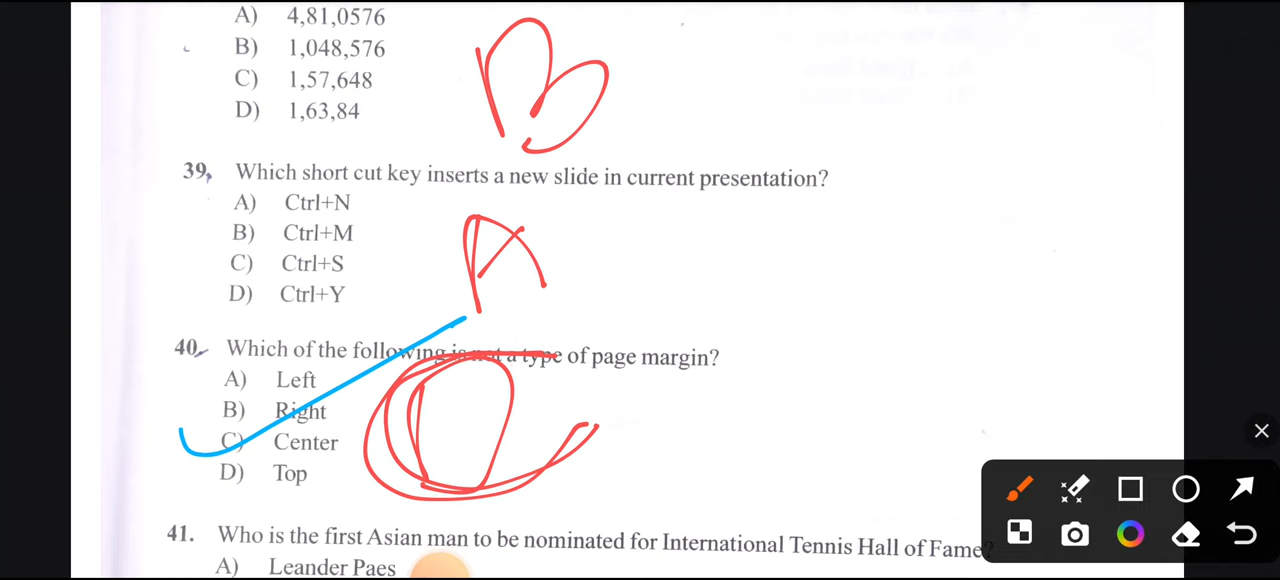 A) 4,81,0576
B) 1,048,576
C) 1,57,648
D) 1,63,84
B
39, Which short cut key inserts a new slide in current presentation?
A) Ctrl+N
B) Ctrl+M
C) Ctrl+S
D) Ctrl+Y
A
40, Which of the following is not a type of page margin?
A) Left
B) Right
C) Center
D) Top
41. Who is the first Asian man to be nominated for International Tennis Hall of Fame?
A) Leander Paes